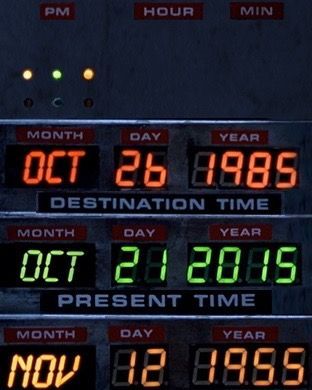 PM HOUR MIN
MONTH DAY YEAR
OCT 26 1985
DESTINATION TIME
MONTH DAY YEAR
OCT 21 2015
PRESENT TIME
MONTH DAY YEAR
NOV 12 1955